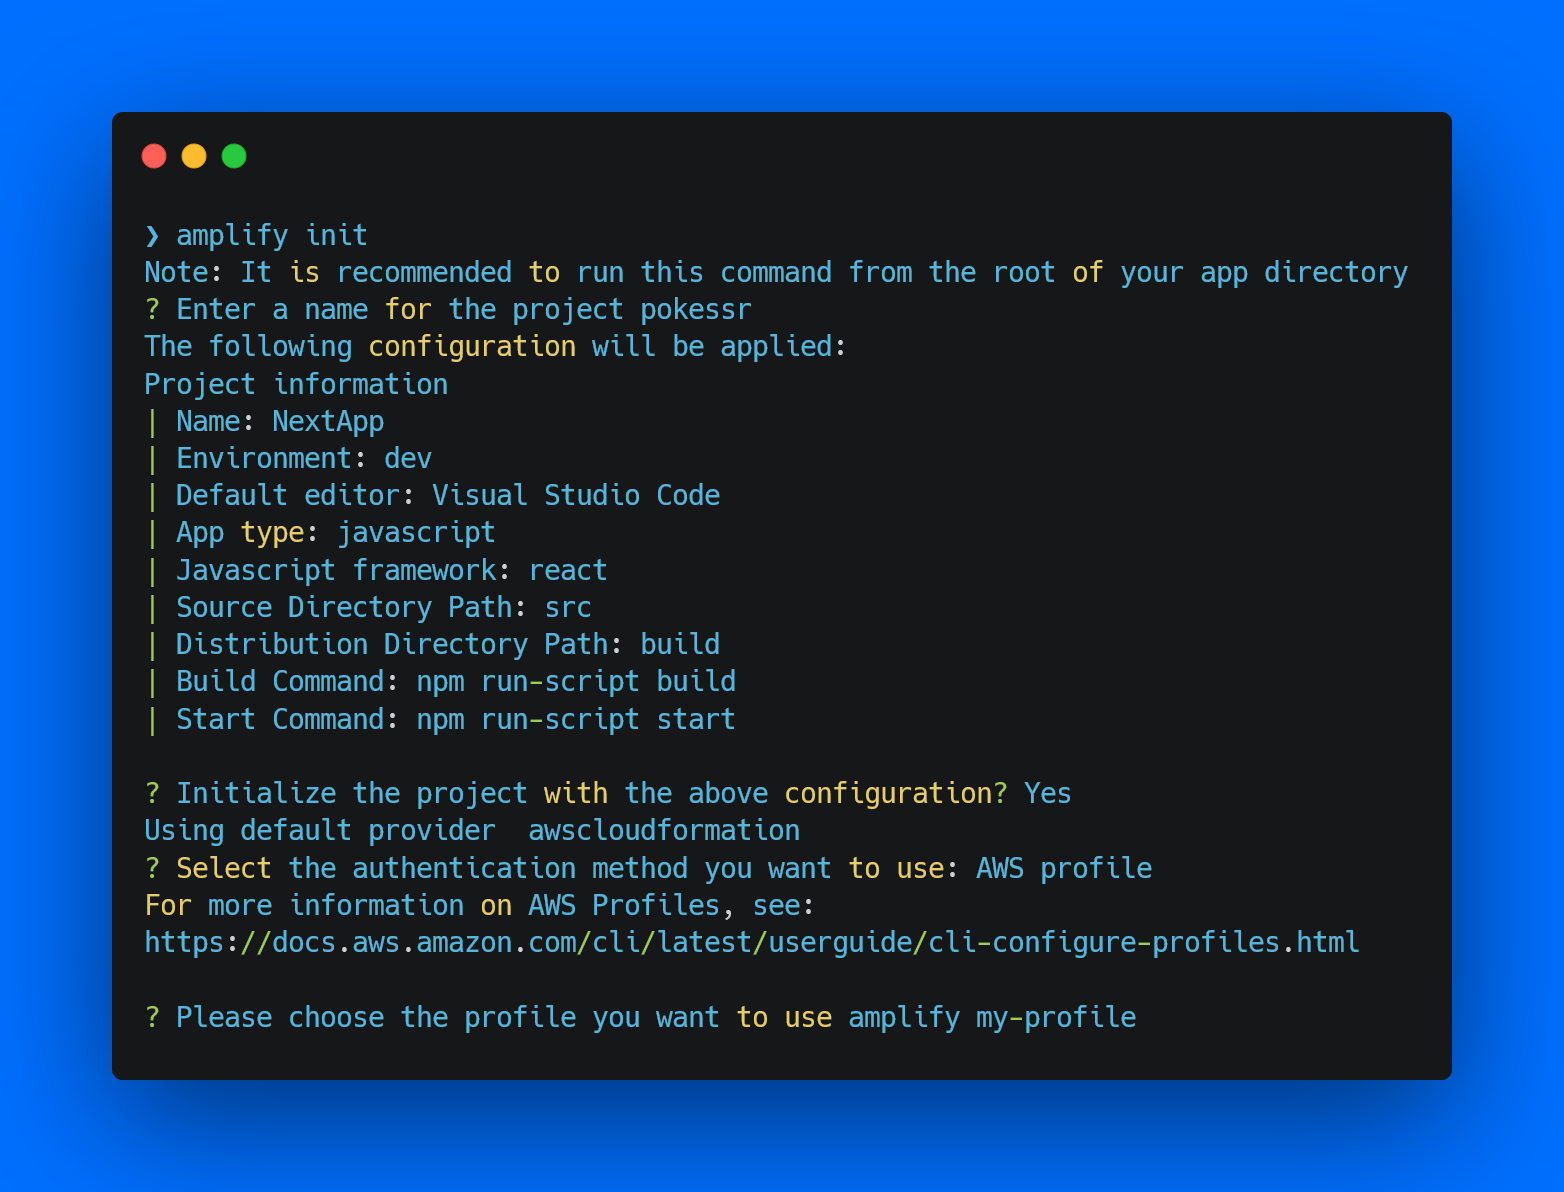 ❯ amplify init
Note: It is recommended to run this command from the root of your app directory
? Enter a name for the project pokessr
The following configuration will be applied:
Project information
| Name: NextApp
| Environment: dev
| Default editor: Visual Studio Code
| App type: javascript
| Javascript framework: react
| Source Directory Path: src
| Distribution Directory Path: build
| Build Command: npm run-script build
| Start Command: npm run-script start
? Initialize the project with the above configuration? Yes
Using default provider  awscloudformation
? Select the authentication method you want to use: AWS profile
For more information on AWS Profiles, see:
https://docs.aws.amazon.com/cli/latest/userguide/cli-configure-profiles.html
? Please choose the profile you want to use amplify my-profile